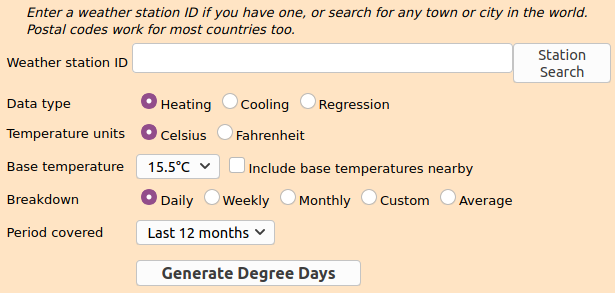 Enter a weather station ID if you have one, or search for any town or city in the world.
Postal codes work for most countries too.
Weather station ID Station Search
Data type Heating Cooling Regression
Temperature units Celsius Fahrenheit
Base temperature 15.5°C Include base temperatures nearby
Breakdown Daily Weekly Monthly Custom Average
Period covered Last 12 months
Generate Degree Days